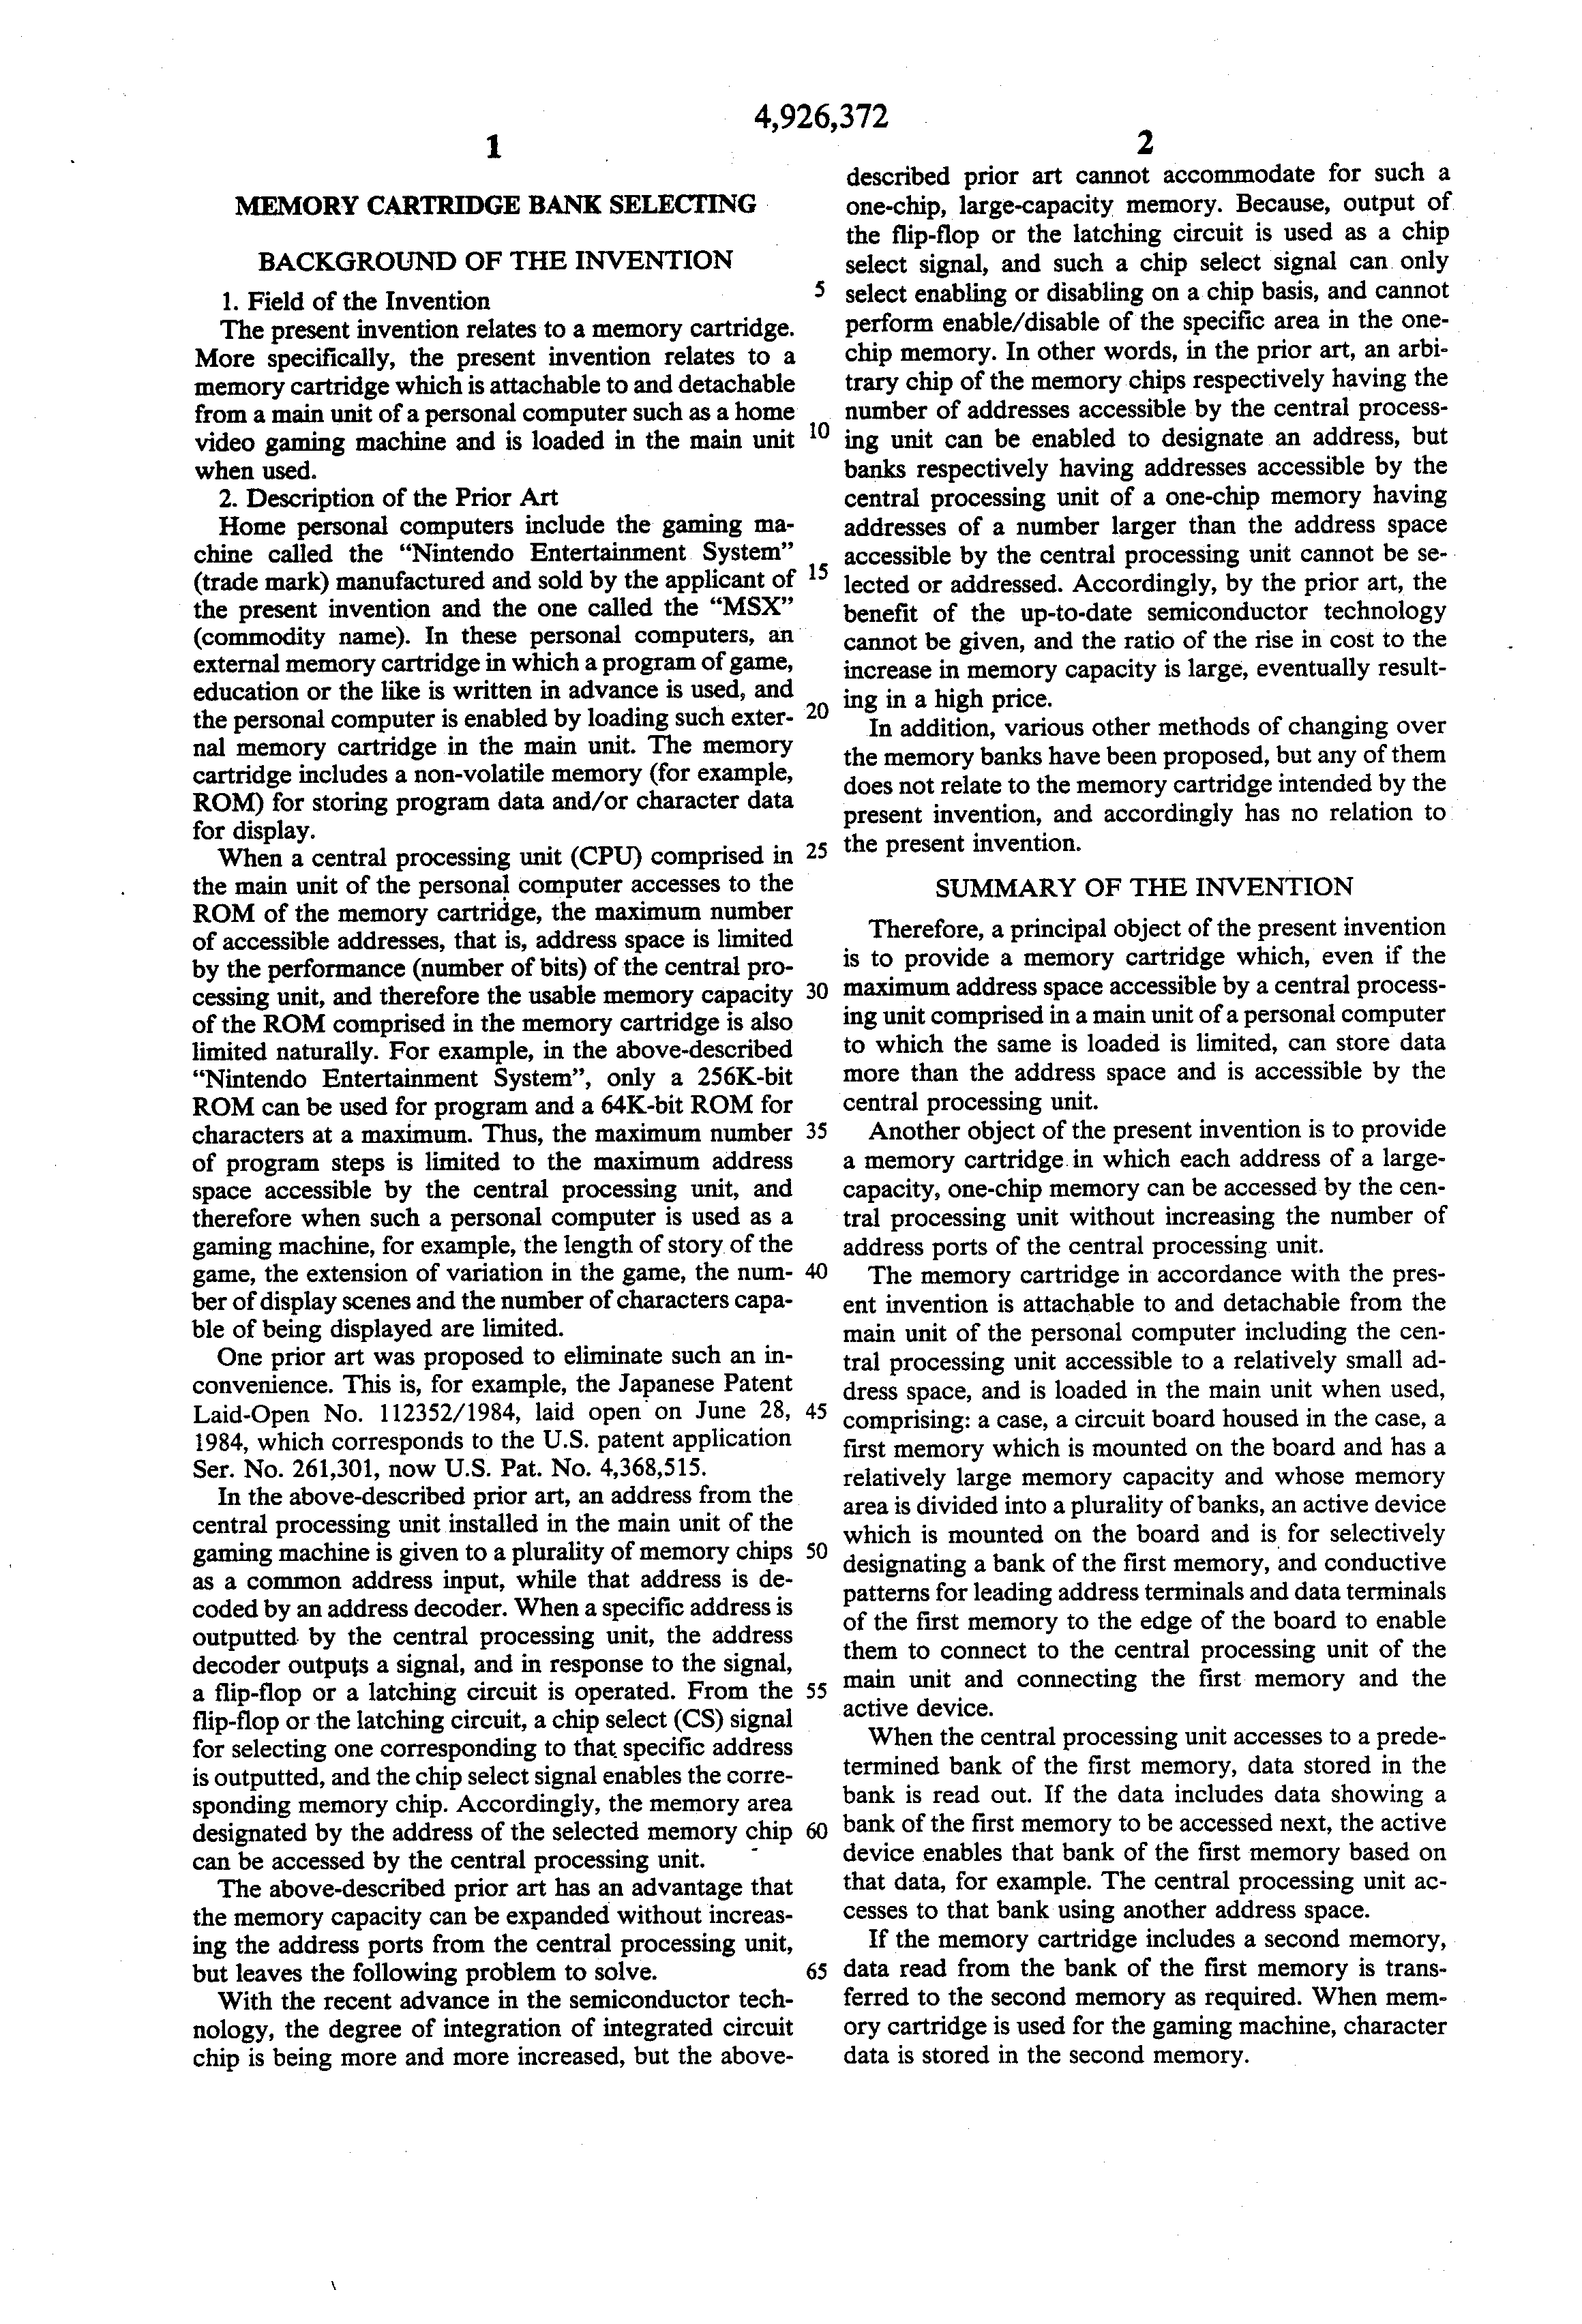 4,926,372
1
MEMORY CARTRIDGE BANK SELECTING
BACKGROUND OF THE INVENTION
1. Field of the Invention
The present invention relates to a memory cartridge.
More specifically, the present invention relates to a
memory cartridge which is attachable to and detachable
from a main unit of a personal computer such as a home
video gaming machine and is loaded in the main unit
when used.
2. Description of the Prior Art
Home personal computers include the gaming ma-
chine called the “Nintendo Entertainment System”
(trade mark) manufactured and sold by the applicant of
the present invention and the one called the “MSX”
(commodity name). In these personal computers, an
external memory cartridge in which a program of game,
education or the like is written in advance is used, and
the personal computer is enabled by loading such exter-
nal memory cartridge in the main unit. The memory
cartridge includes a non-volatile memory (for example,
ROM) for storing program data and/or character data
for display.
When a central processing unit (CPU) comprised in
the main unit of the personal computer accesses to the
ROM of the memory cartridge, the maximum number
of accessible addresses, that is, address space is limited
by the performance (number of bits) of the central pro-
cessing unit, and therefore the usable memory capacity
of the ROM comprised in the memory cartridge is also
limited naturally. For example, in the above-described
“Nintendo Entertainment System”, only a 256K-bit
ROM can be used for program and a 64K-bit ROM for
characters at a maximum. Thus, the maximum number
of program steps is limited to the maximum address
space accessible by the central processing unit, and
therefore when such a personal computer is used as a
gaming machine, for example, the length of story of the
game, the extension of variation in the game, the num-
ber of display scenes and the number of characters capa-
ble of being displayed are limited.
One prior art was proposed to eliminate such an in-
convenience. This is, for example, the Japanese Patent
Laid-Open No. 112352/1984, laid open on June 28,
1984, which corresponds to the U.S. patent application
Ser. No. 261,301, now U.S. Pat. No. 4,368,515.
In the above-described prior art, an address from the
central processing unit installed in the main unit of the
gaming machine is given to a plurality of memory chips
as a common address input, while that address is de-
coded by an address decoder. When a specific address is
outputted by the central processing unit, the address
decoder outputs a signal, and in response to the signal,
a flip-flop or a latching circuit is operated. From the
flip-flop or the latching circuit, a chip select (CS) signal
for selecting one corresponding to that specific address
is outputted, and the chip select signal enables the corre-
sponding memory chip. Accordingly, the memory area
designated by the address of the selected memory chip
can be accessed by the central processing unit.
The above-described prior art has an advantage that
the memory capacity can be expanded without increas-
ing the address ports from the central processing unit,
but leaves the following problem to solve.
With the recent advance in the semiconductor tech-
nology, the degree of integration of integrated circuit
chip is being more and more increased, but the above-
5
10
15
20
25
30
35
40
45
50
55
60
65
2
described prior art cannot accommodate for such a
one-chip, large-capacity memory. Because, output of
the flip-flop or the latching circuit is used as a chip
select signal, and such a chip select signal can only
select enabling or disabling on a chip basis, and cannot
perform enable/disable of the specific area in the one-
chip memory. In other words, in the prior art, an arbi-
trary chip of the memory chips respectively having the
number of addresses accessible by the central process-
ing unit can be enabled to designate an address, but
banks respectively having addresses accessible by the
central processing unit of a one-chip memory having
addresses of a number larger than the address space
accessible by the central processing unit cannot be se-
lected or addressed. Accordingly, by the prior art, the
benefit of the up-to-date semiconductor technology
cannot be given, and the ratio of the rise in cost to the
increase in memory capacity is large, eventually result-
ing in a high price.
In addition, various other methods of changing over
the memory banks have been proposed, but any of them
does not relate to the memory cartridge intended by the
present invention, and accordingly has no relation to
the present invention.
SUMMARY OF THE INVENTION
Therefore, a principal object of the present invention
is to provide a memory cartridge which, even if the
maximum address space accessible by a central process-
ing unit comprised in a main unit of a personal computer
to which the same is loaded is limited, can store data
more than the address space and is accessible by the
central processing unit.
Another object of the present invention is to provide
a memory cartridge in which each address of a large-
capacity, one-chip memory can be accessed by the cen-
tral processing unit without increasing the number of
address ports of the central processing unit.
The memory cartridge in accordance with the pres-
ent invention is attachable to and detachable from the
main unit of the personal computer including the cen-
tral processing unit accessible to a relatively small ad-
dress space, and is loaded in the main unit when used,
comprising: a case, a circuit board housed in the case, a
first memory which is mounted on the board and has a
relatively large memory capacity and whose memory
area is divided into a plurality of banks, an active device
which is mounted on the board and is for selectively
designating a bank of the first memory, and conductive
patterns for leading address terminals and data terminals
of the first memory to the edge of the board to enable
them to connect to the central processing unit of the
main unit and connecting the first memory and the
active device.
When the central processing unit accesses to a prede-
termined bank of the first memory, data stored in the
bank is read out. If the data includes data showing a
bank of the first memory to be accessed next, the active
device enables that bank of the first memory based on
that data, for example. The central processing unit ac-
cesses to that bank using another address space.
If the memory cartridge includes a second memory,
data read from the bank of the first memory is trans-
ferred to the second memory as required. When mem-
ory cartridge is used for the gaming machine, character
data is stored in the second memory.